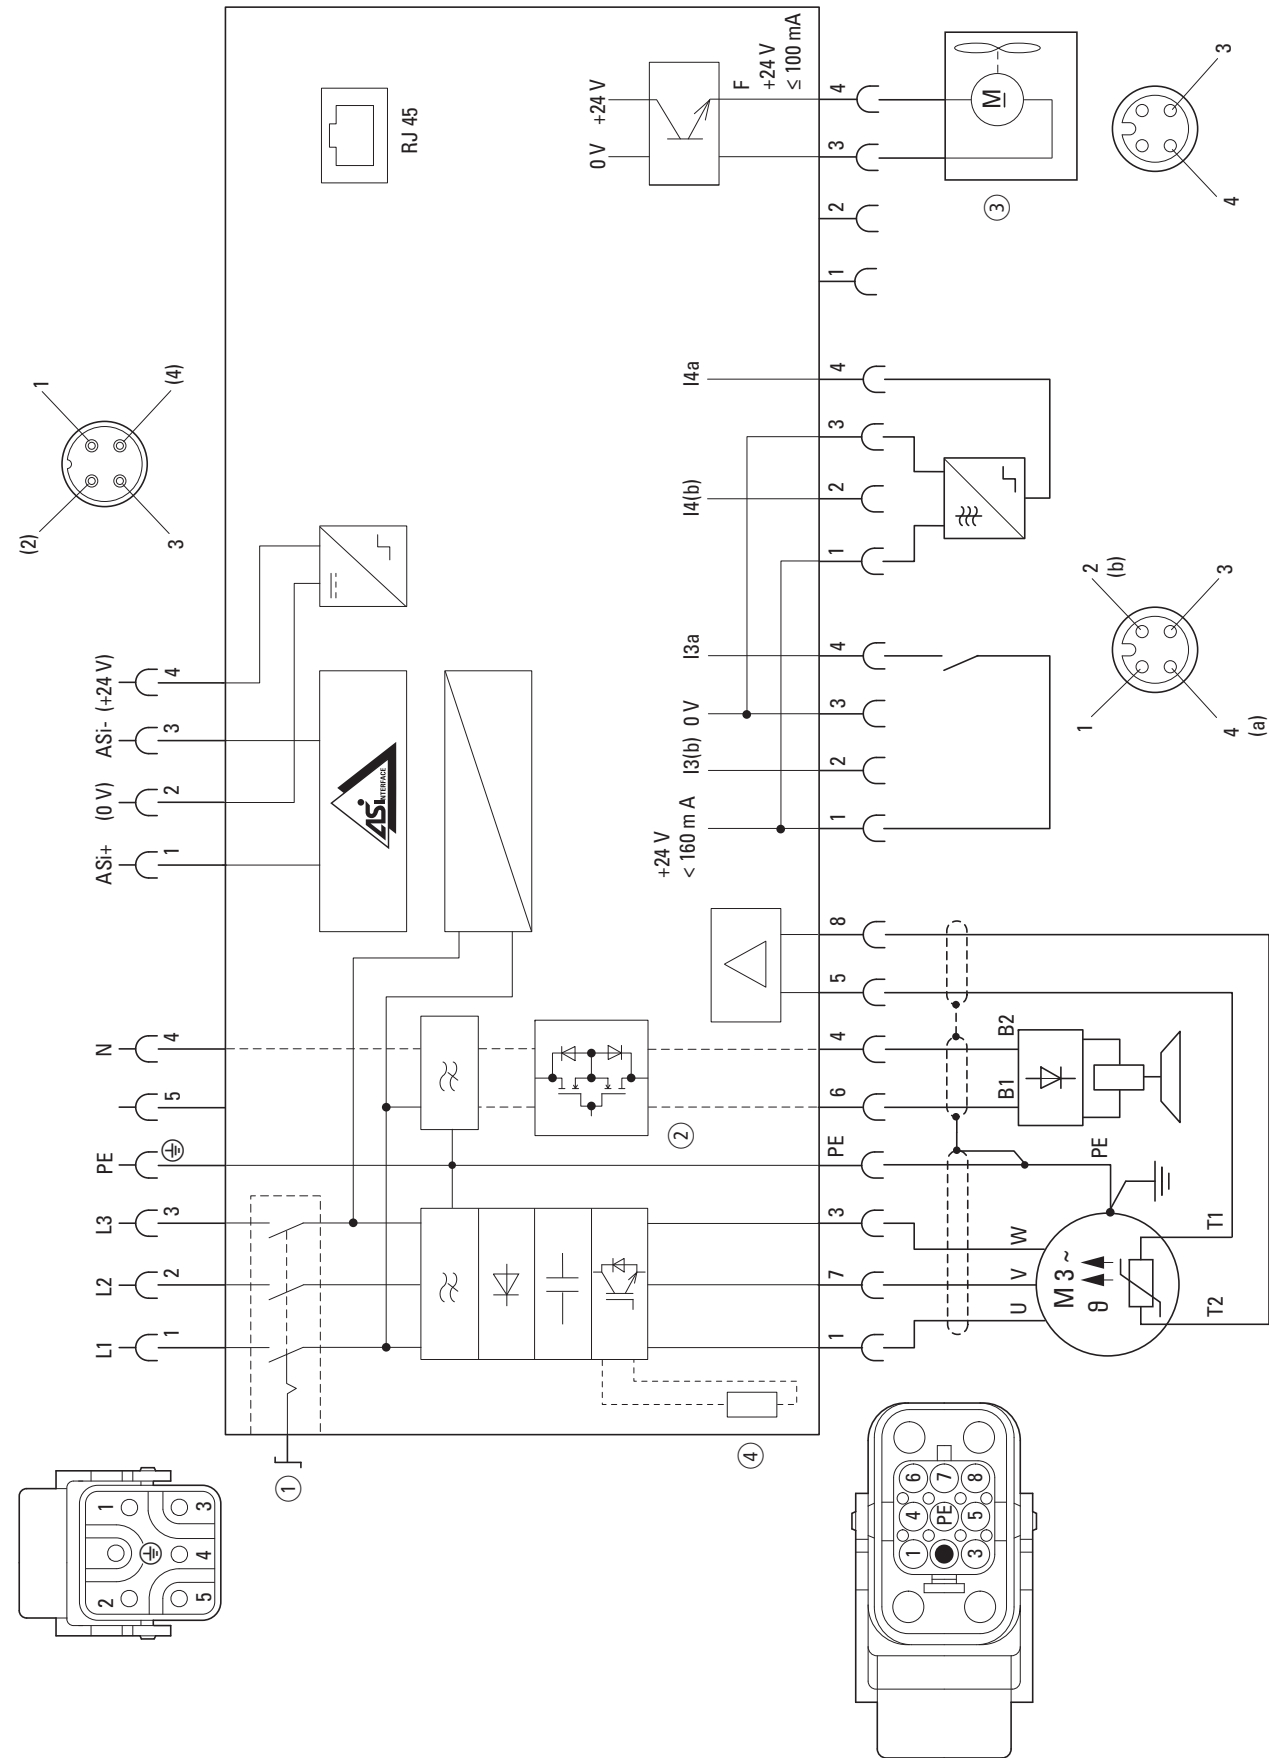 L1 L2 L3 PE N ASi+ (0 V) ASi- (+24 V)
1 2 3 5 4 1 2 3 4
1
(4)
(2)
3
1
2
3
4
5
ASi
INTERFACE
RJ 45
1
2
4
0 V +24 V
F
+24 V
≤ 100 mA
+24 V
< 160 m A
I3(b) 0 V I3a I4(b) I4a
1 7 3 PE 6 4 5 8 1 2 3 4 1 2 3 4 1 2 3 4
U V W PE B1 B2
M 3 ~
ϑ
T2 T1
M
3
1
2
(b)
3
4
(a)
3
4
1 4 6
PE 7
3 5 8